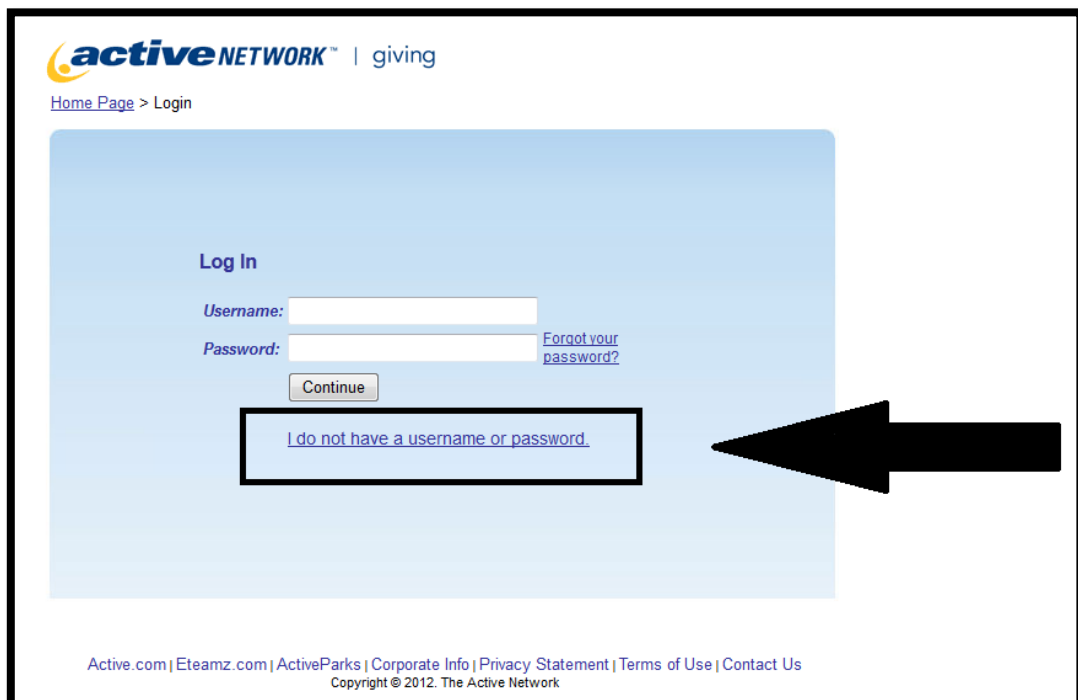 active NETWORK™ | giving
Home Page > Login
Log In
Username:
Password:
Forgot your
password?
Continue
I do not have a username or password.
Active.com | Eteamz.com | ActiveParks | Corporate Info | Privacy Statement | Terms of Use | Contact Us
Copyright © 2012. The Active Network